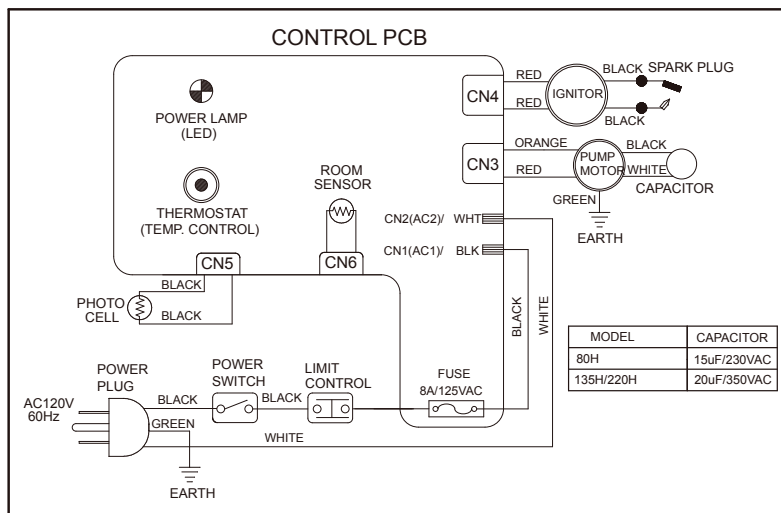 CONTROL PCB
POWER LAMP
(LED)
THERMOSTAT
(TEMP. CONTROL)
ROOM
SENSOR
CN4
RED
RED
IGNITOR
BLACK
SPARK PLUG
BLACK
CN3
ORANGE
RED
PUMP
MOTOR
BLACK
WHITE
CAPACITOR
GREEN
EARTH
CN2(AC2)/ WHT
CN1(AC1)/ BLK
CN5
CN6
BLACK
BLACK
PHOTO
CELL
BLACK
WHITE
MODEL CAPACITOR
80H 15uF/230VAC
135H/220H 20uF/350VAC
POWER
PLUG
AC120V
60Hz
BLACK
POWER
SWITCH
BLACK
LIMIT
CONTROL
FUSE
8A/125VAC
GREEN
WHITE
EARTH